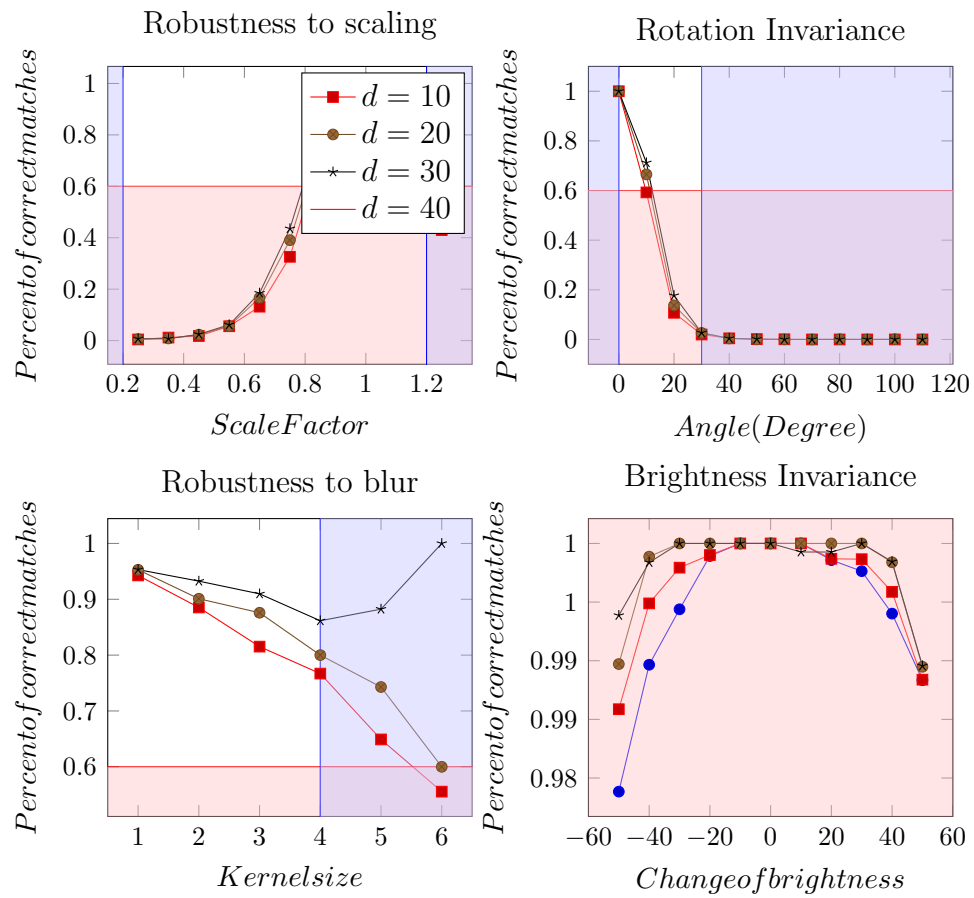 Robustness to scaling
Percentofcorrectmatches
1
0.8
0.6
0.4
0.2
0
0.2 0.4 0.6 0.8 1 1.2
ScaleFactor
d = 10
d = 20
d = 30
d = 40
Rotation Invariance
Percentofcorrectmatches
1
0.8
0.6
0.4
0.2
0
0 20 40 60 80 100 120
Angle(Degree)
Robustness to blur
Percentofcorrectmatches
1
0.9
0.8
0.7
0.6
1 2 3 4 5 6
Kernelsize
Brightness Invariance
Percentofcorrectmatches
1
1
0.99
0.99
0.98
−60 −40 −20 0 20 40 60
Changeofbrightness